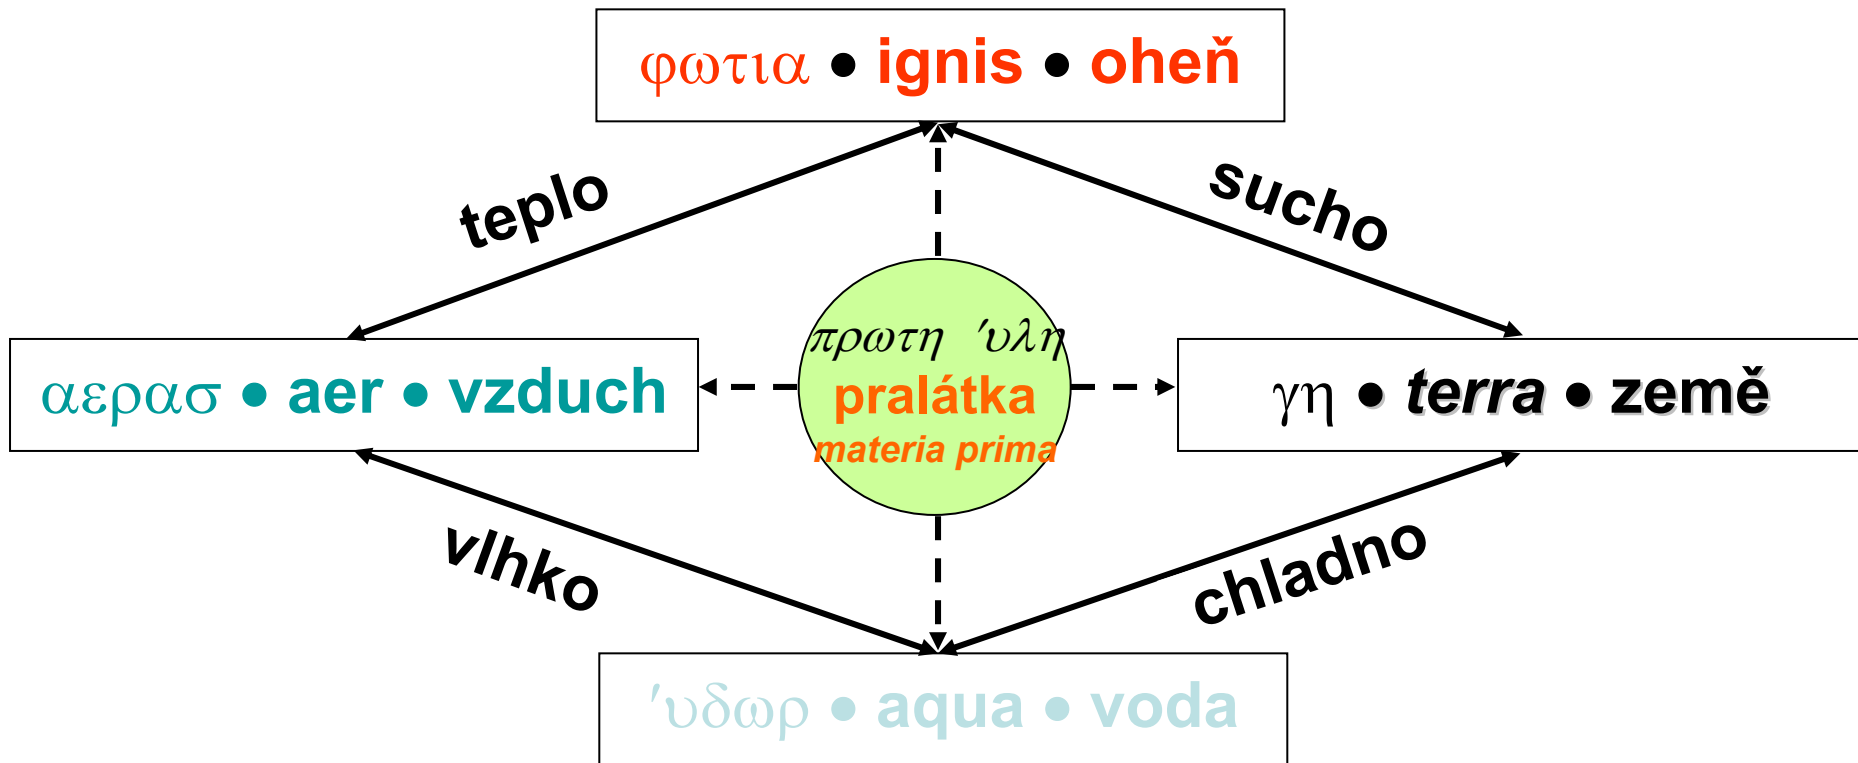 φωτια • ignis • oheň
teplo
sucho
πρωτη ʹυλη
pralátka
materia prima
αερασ • aer • vzduch
γη • terra • země
vlhko
chladno
ʹυδωρ • aqua • voda